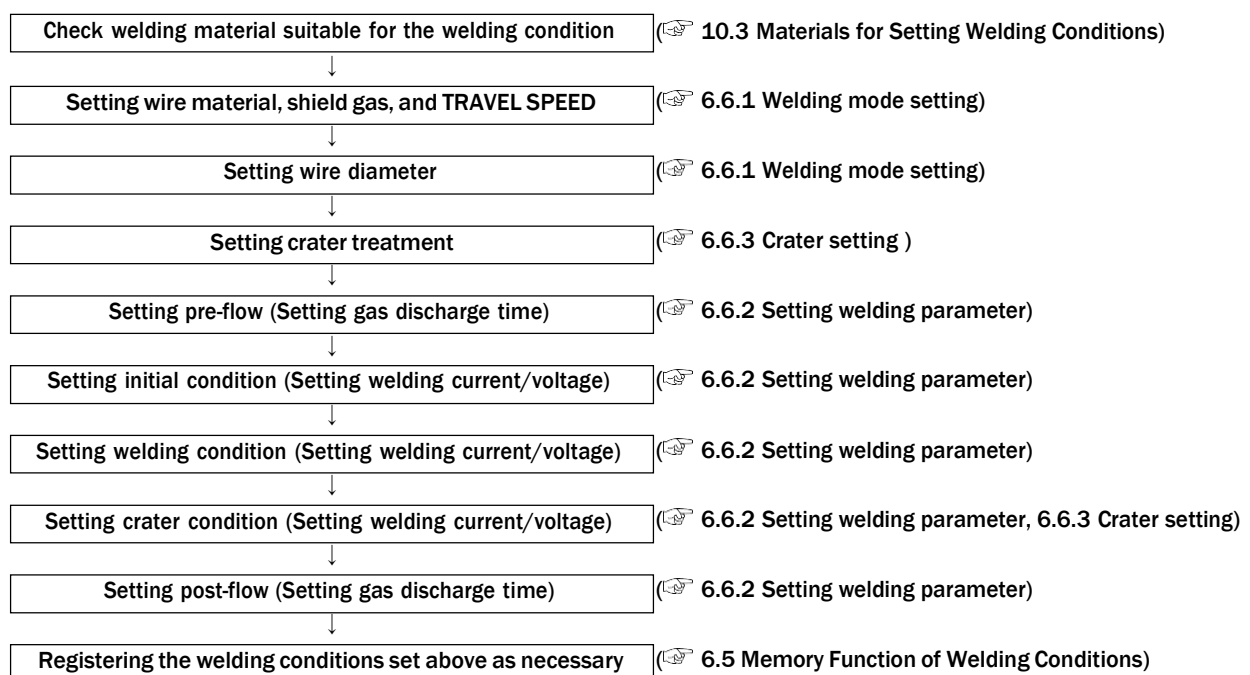 Check welding material suitable for the welding condition (☞ 10.3 Materials for Setting Welding Conditions)
↓
Setting wire material, shield gas, and TRAVEL SPEED (☞ 6.6.1 Welding mode setting)
↓
Setting wire diameter (☞ 6.6.1 Welding mode setting)
↓
Setting crater treatment (☞ 6.6.3 Crater setting )
↓
Setting pre-flow (Setting gas discharge time) (☞ 6.6.2 Setting welding parameter)
↓
Setting initial condition (Setting welding current/voltage) (☞ 6.6.2 Setting welding parameter)
↓
Setting welding condition (Setting welding current/voltage) (☞ 6.6.2 Setting welding parameter)
↓
Setting crater condition (Setting welding current/voltage) (☞ 6.6.2 Setting welding parameter, 6.6.3 Crater setting)
↓
Setting post-flow (Setting gas discharge time) (☞ 6.6.2 Setting welding parameter)
↓
Registering the welding conditions set above as necessary (☞ 6.5 Memory Function of Welding Conditions)